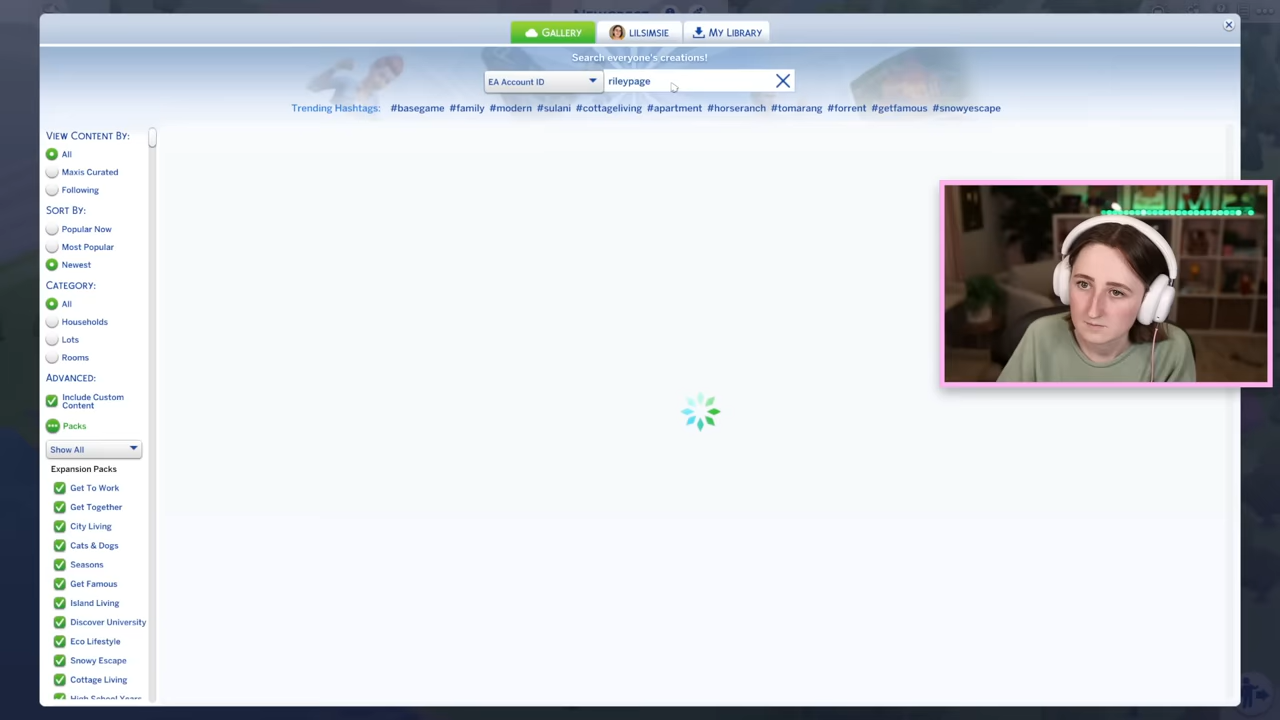 GALLERY
LILSIMSIE
MY LIBRARY
Search everyone's creations!
EA Account ID
rileypage
Trending Hashtags: #basegame #family #modern #sulani #cottageliving #apartment #horseranch #tomarang #forrent #getfamous #snowyescape
VIEW CONTENT BY:
All
Maxis Curated
Following
SORT BY:
Popular Now
Most Popular
Newest
CATEGORY:
All
Households
Lots
Rooms
ADVANCED:
Include Custom
Content
Packs
Show All
Expansion Packs
Get To Work
Get Together
City Living
Cats & Dogs
Seasons
Get Famous
Island Living
Discover University
Eco Lifestyle
Snowy Escape
Cottage Living
High School Years